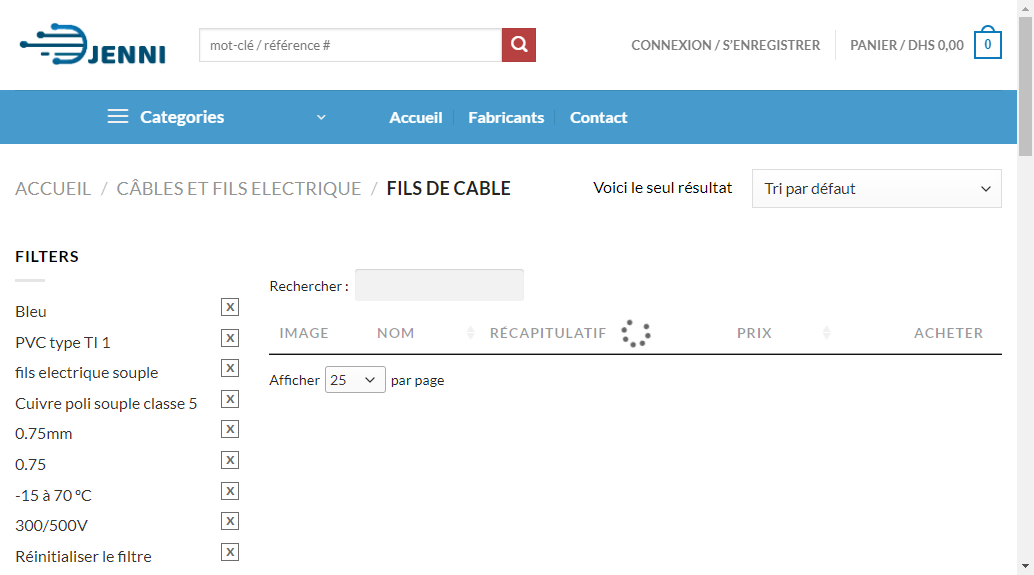 JENNI
mot-clé / référence #
CONNEXION / S'ENREGISTRER
PANIER / DHS 0,00
0
Categories
Accueil
Fabricants
Contact
ACCUEIL / CÂBLES ET FILS ELECTRIQUE / FILS DE CABLE
Voici le seul résultat
Tri par défaut
FILTERS
Bleu X
PVC type TI 1 X
fils electrique souple X
Cuivre poli souple classe 5 X
0.75mm X
0.75 X
-15 à 70 °C X
300/500V X
Réinitialiser le filtre X
Rechercher :
IMAGE NOM RÉCAPITULATIF PRIX ACHETER
Afficher 25 par page